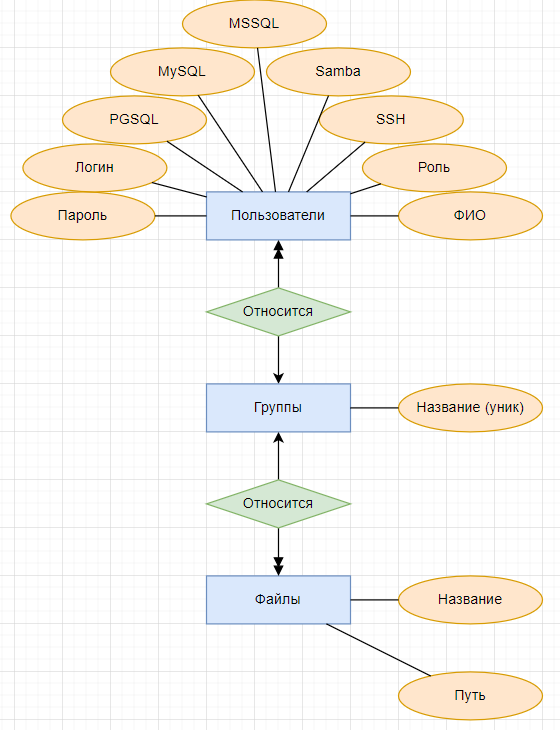 MSSQL
MySQL
Samba
PGSQL
SSH
Логин
Роль
Пароль
Пользователи
ФИО
Относится
Группы
Название (уник)
Относится
Файлы
Название
Путь